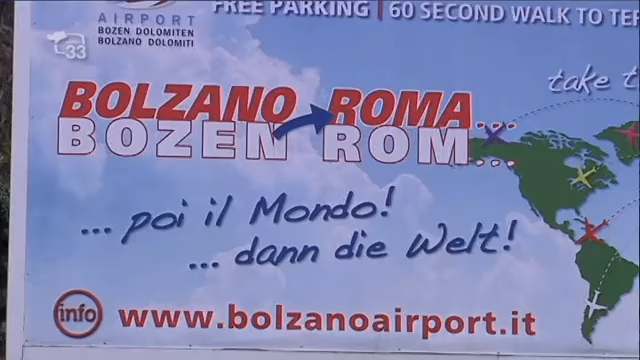 AIRPORT
BOZEN DOLOMITEN
BOLZANO DOLOMITI
FREE PARKING | 60 SECOND WALK TO
33
take
BOLZANO ROMA...
BOZEN ROM...
... poi il Mondo!
... dann die Welt!
info www.bolzanoairport.it